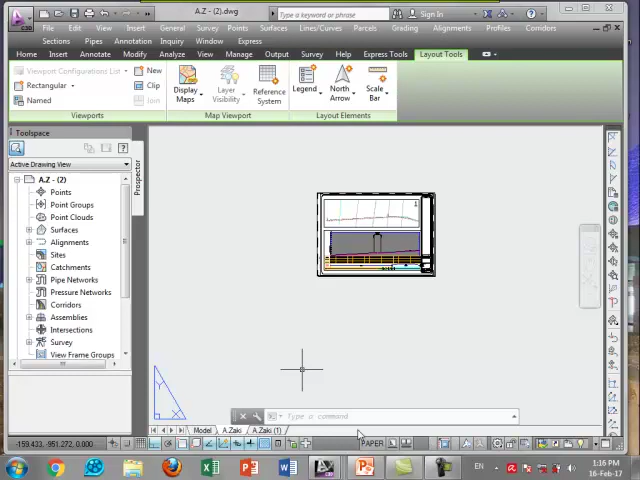 A.Z - (2).dwg
Type a keyword or phrase
Sign In
File Edit View Insert General Survey Points Surfaces Lines/Curves Parcels Grading Alignments Profiles Corridors
Sections Pipes Annotate Inquiry Window Express
Home Insert Annotate Modify Analyze View Manage Output Survey Help Express Tools Layout Tools
Viewport Configurations List New
Rectangular Clip
Named Join
Display Maps
Layer Visibility
Reference System
Legend
North Arrow
Scale Bar
Viewports Map Viewport Layout Elements
Toolspace
Active Drawing View
A.Z - (2)
Points
Point Groups
Point Clouds
Surfaces
Alignments
Sites
Catchments
Pipe Networks
Pressure Networks
Corridors
Assemblies
Intersections
Survey
View Frame Groups
Prospector
1
Type a command
Model A.Zaki A.Zaki (1)
-159.433, -951.272, 0.000
PAPER
EN
1:16 PM
16-Feb-17